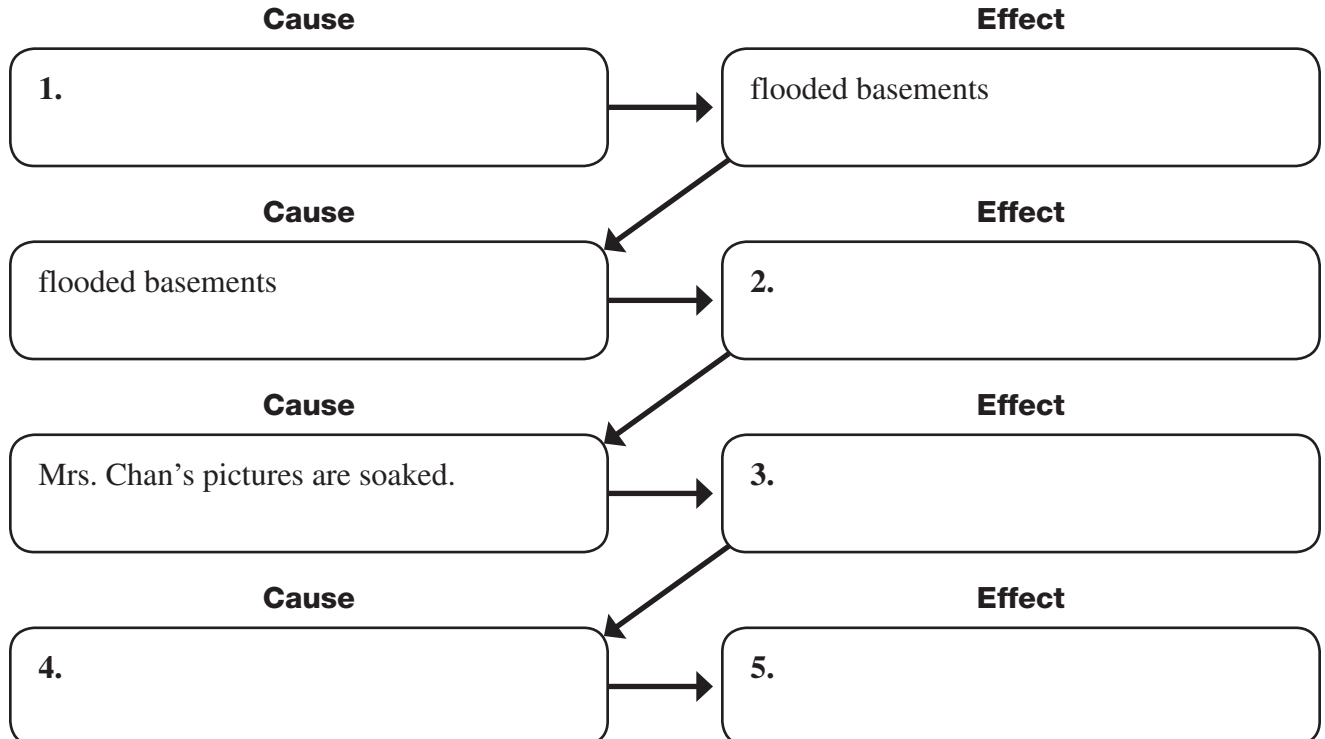 Cause
Effect
1.
flooded basements
Cause
Effect
flooded basements
2.
Cause
Effect
Mrs. Chan’s pictures are soaked.
3.
Cause
Effect
4.
5.